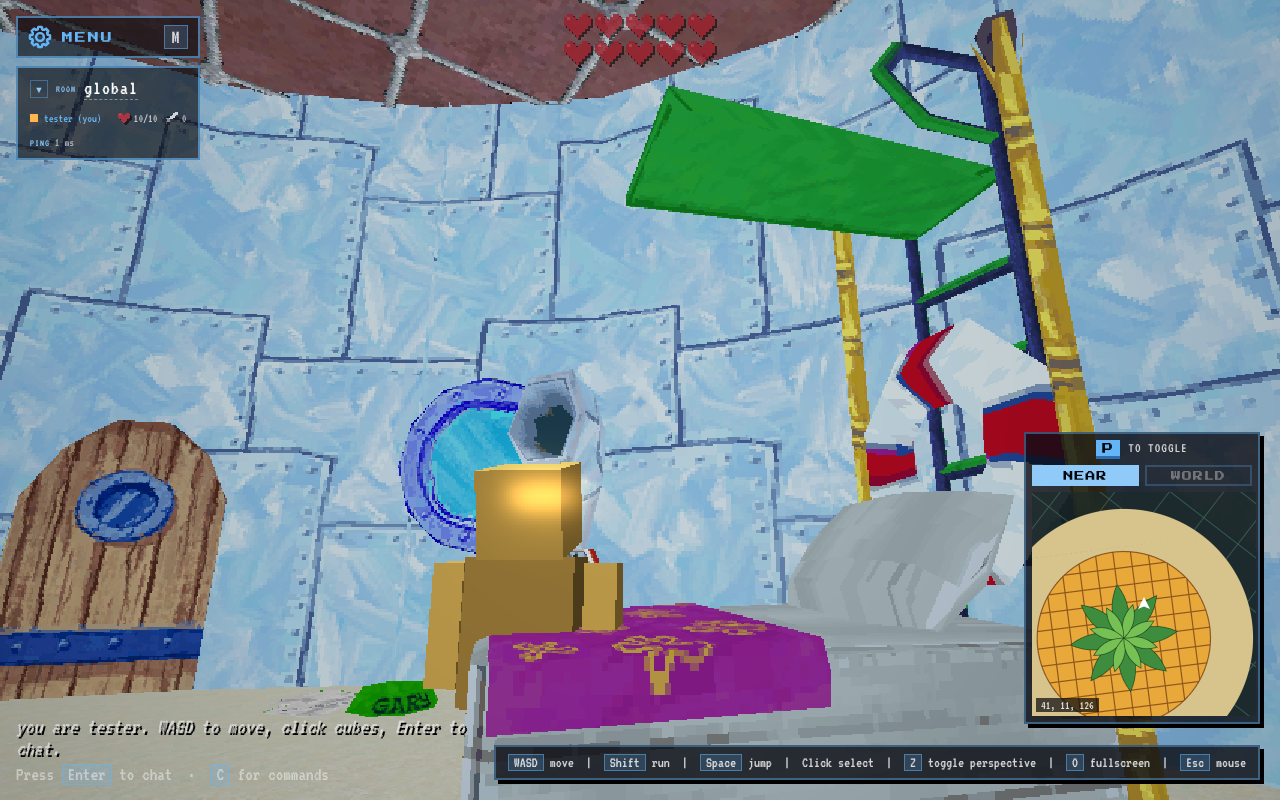 MENU M
ROOM global
tester (you) 10/10 0
PING 1 ms
P TO TOGGLE
NEAR WORLD
41, 11, 126
GARY
you are tester. WASD to move, click cubes, Enter to
chat.
Press Enter to chat · C for commands
WASD move | Shift run | Space jump | Click select | Z toggle perspective | O fullscreen | Esc mouse